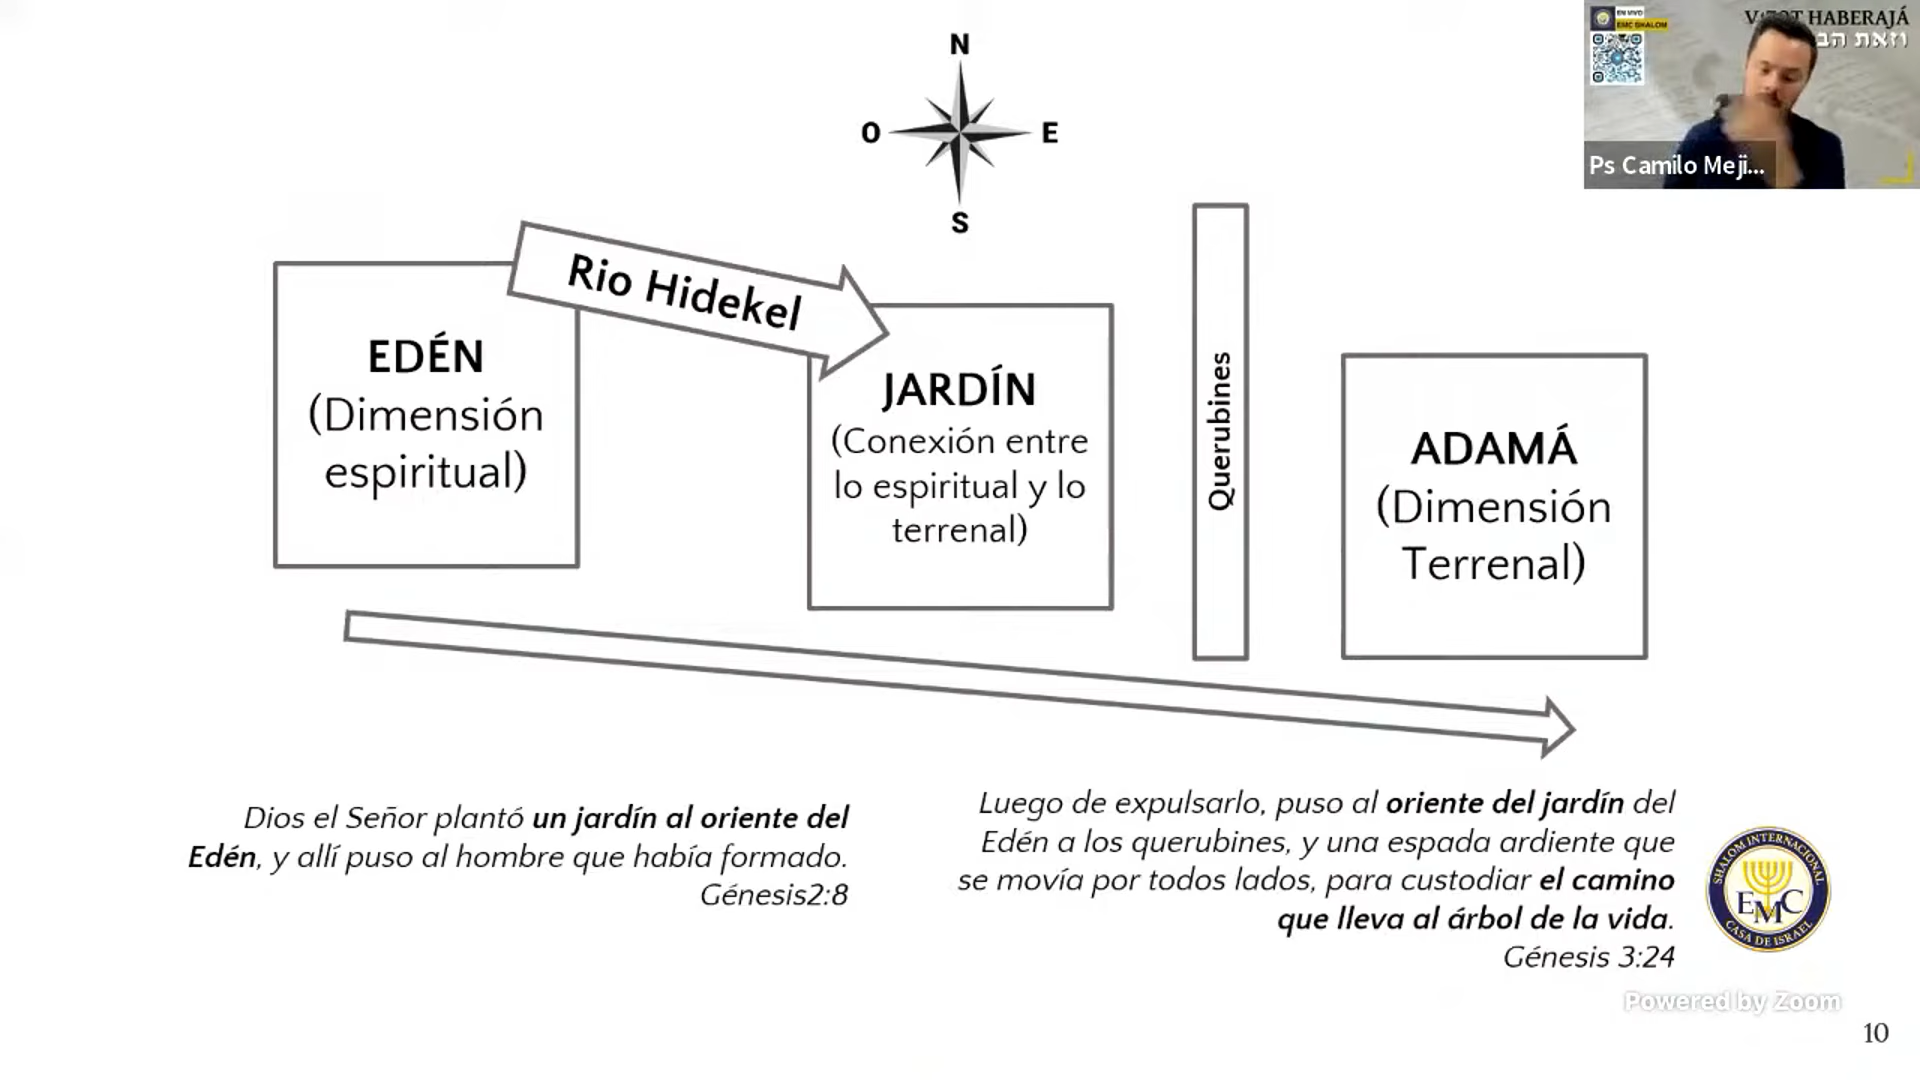 N
O
E
S
EN VIVO
EMC SHALOM
HABERAJÁ
וזאת
Ps Camilo Meji...
Rio Hidekel
EDÉN
(Dimensión
espiritual)
JARDÍN
(Conexión entre
lo espiritual y lo
terrenal)
Querubines
ADAMÁ
(Dimensión
Terrenal)
Dios el Señor plantó un jardín al oriente del
Edén, y allí puso al hombre que había formado.
Génesis2:8
Luego de expulsarlo, puso al oriente del jardín del
Edén a los querubines, y una espada ardiente que
se movía por todos lados, para custodiar el camino
que lleva al árbol de la vida.
Génesis 3:24
SHALOM INTERNACIONAL
EMC
CASA DE ISRAEL
Powered by Zoom
10